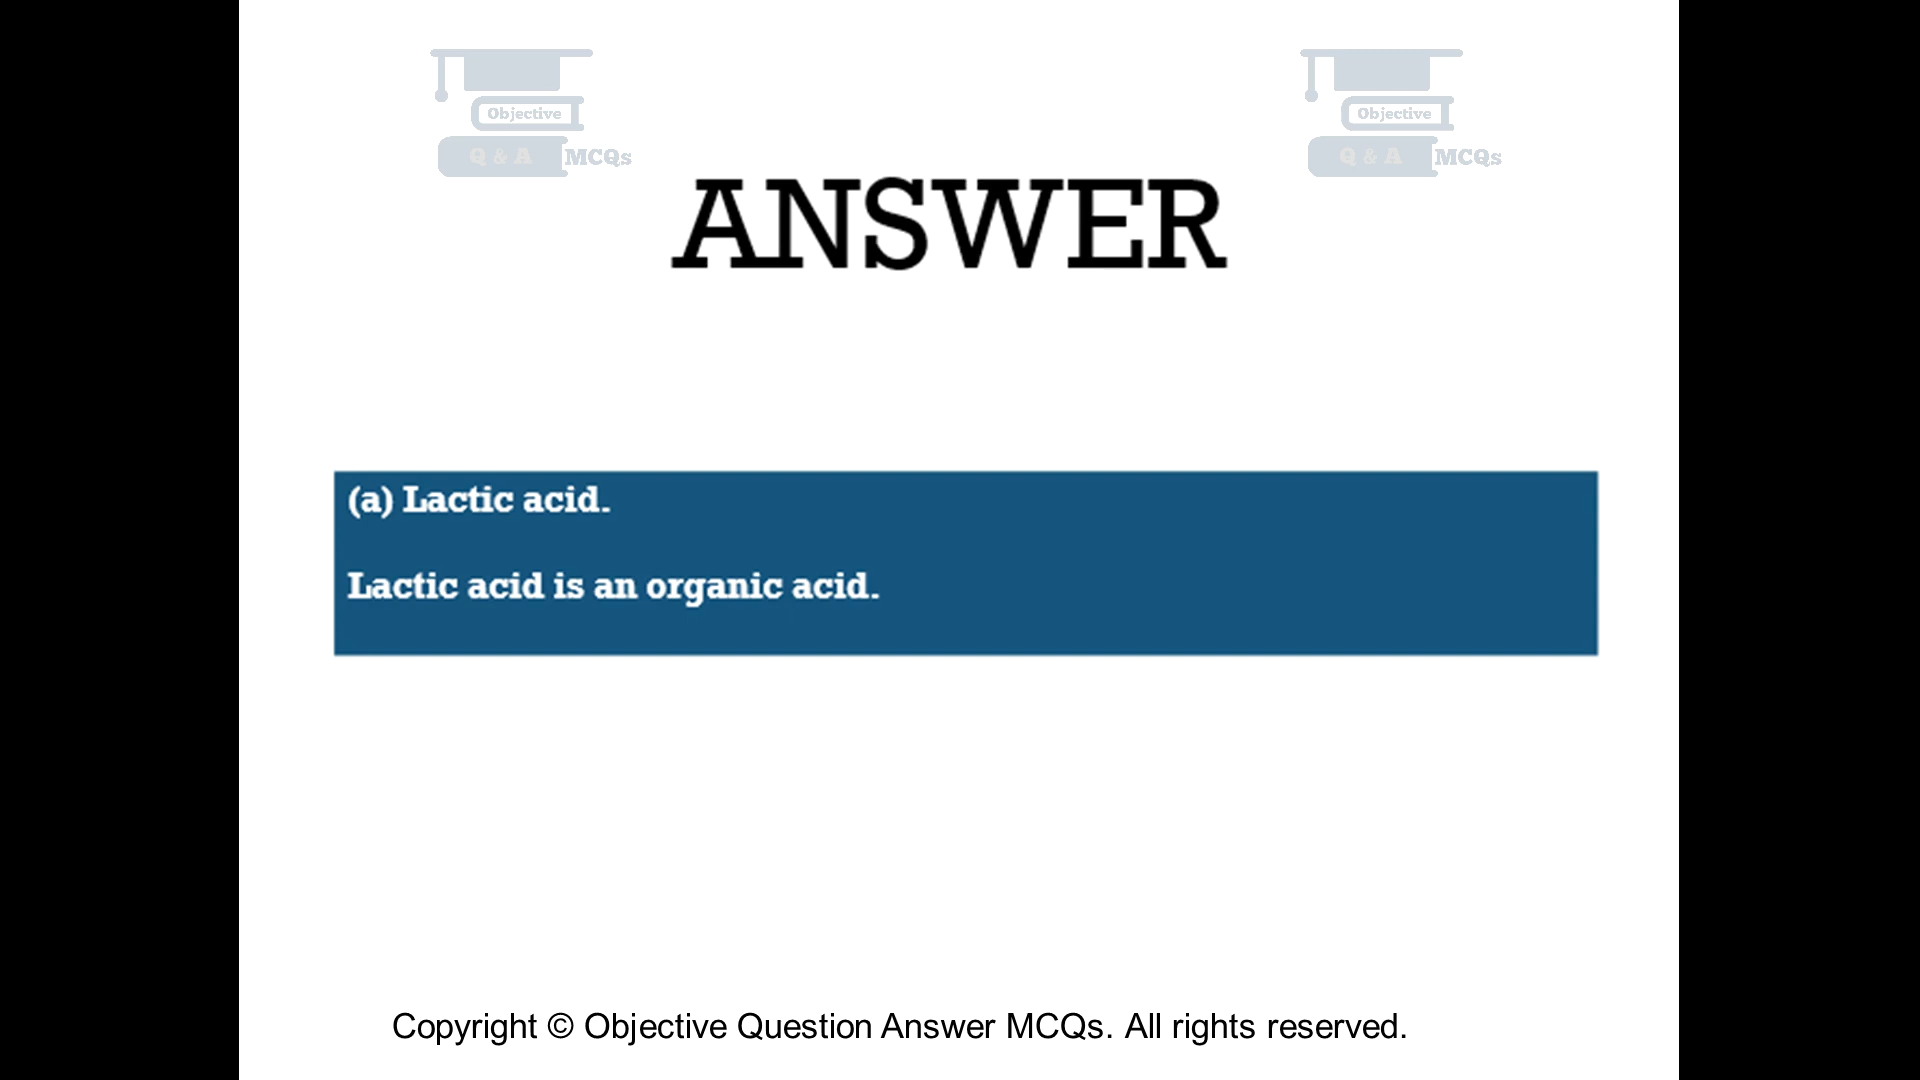 Objective
Q & A MCQs
Objective
Q & A MCQs
ANSWER
(a) Lactic acid.
Lactic acid is an organic acid.
Copyright © Objective Question Answer MCQs. All rights reserved.